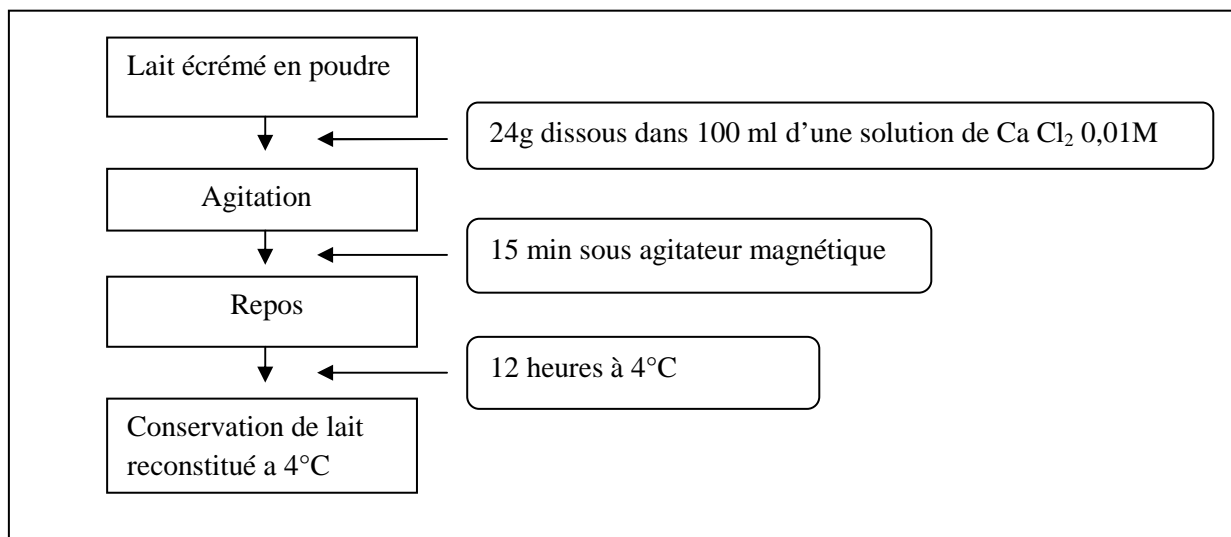 Lait écrémé en poudre
24g dissous dans 100 ml d’une solution de Ca Cl₂ 0,01M
Agitation
15 min sous agitateur magnétique
Repos
12 heures à 4°C
Conservation de lait
reconstitué a 4°C